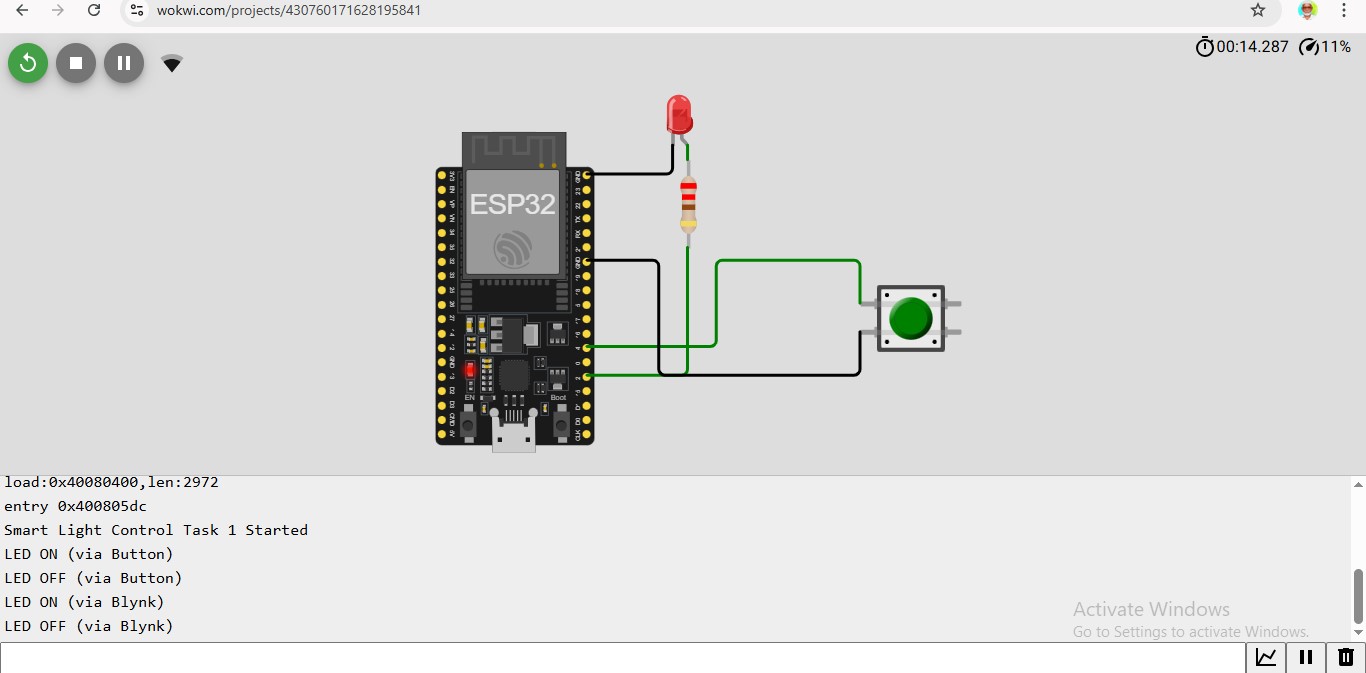 wokwi.com/projects/430760171628195841
00:14.287 11%
ESP32
EN
Boot
load:0x40080400,len:2972
entry 0x400805dc
Smart Light Control Task 1 Started
LED ON (via Button)
LED OFF (via Button)
LED ON (via Blynk)
LED OFF (via Blynk)
Activate Windows
Go to Settings to activate Windows.